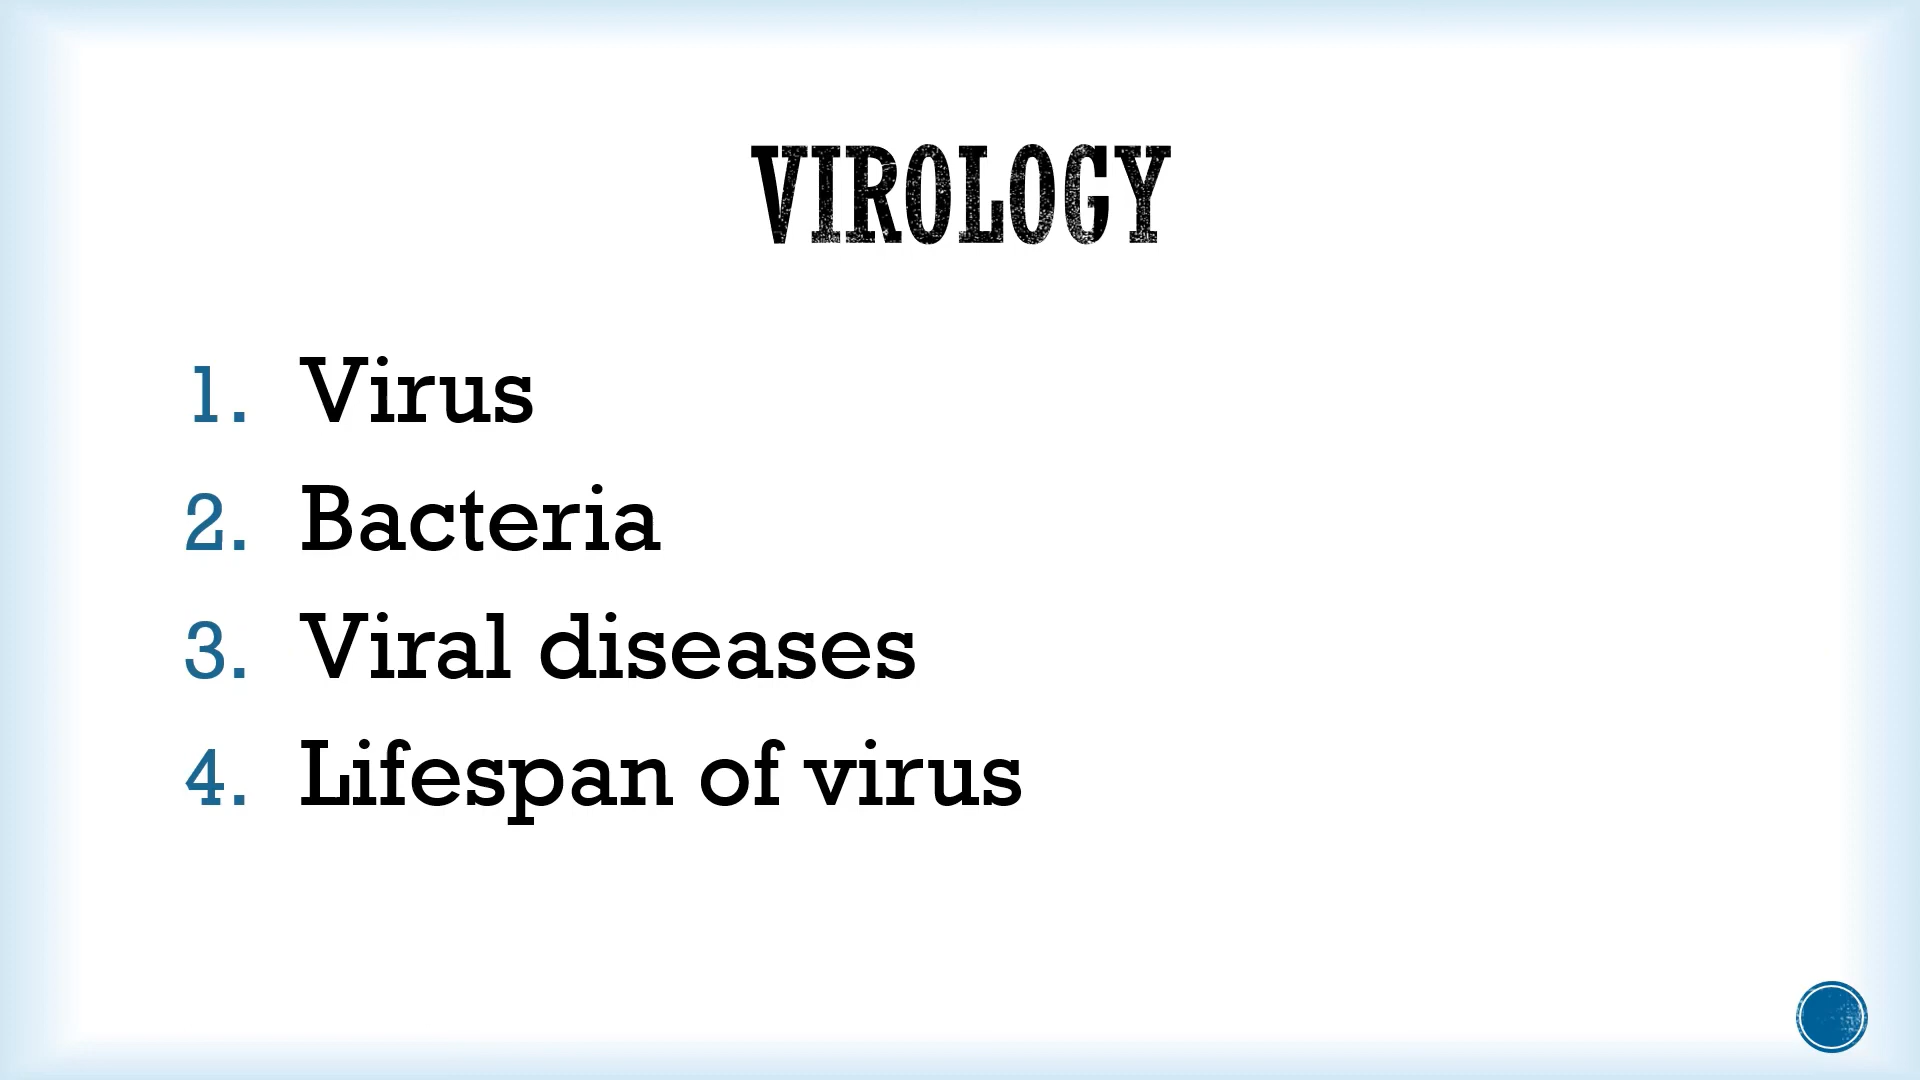 VIROLOGY
1. Virus
2. Bacteria
3. Viral diseases
4. Lifespan of virus